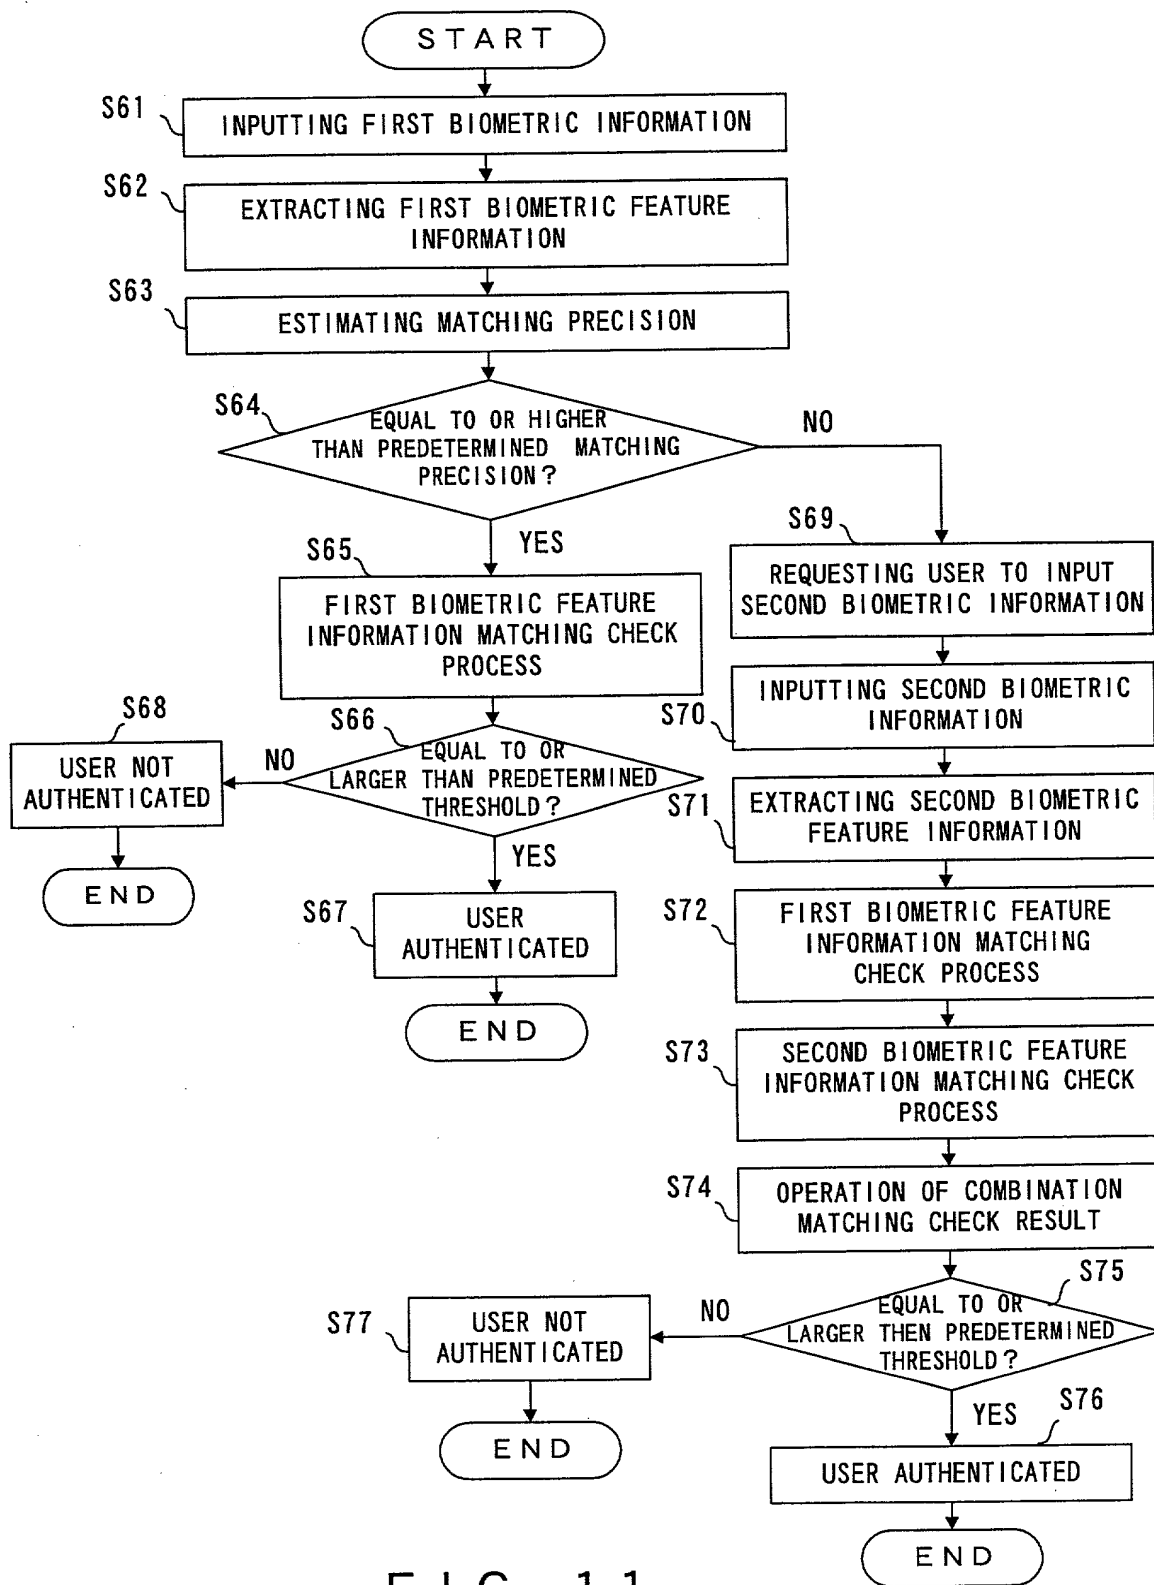 START
S61
INPUTTING FIRST BIOMETRIC INFORMATION
S62
EXTRACTING FIRST BIOMETRIC FEATURE
INFORMATION
S63
ESTIMATING MATCHING PRECISION
S64
EQUAL TO OR HIGHER
THAN PREDETERMINED MATCHING
PRECISION?
NO
YES
S65
FIRST BIOMETRIC FEATURE
INFORMATION MATCHING CHECK
PROCESS
S66
EQUAL TO OR
LARGER THAN PREDETERMINED
THRESHOLD?
NO
S68
USER NOT
AUTHENTICATED
END
YES
S67
USER
AUTHENTICATED
END
S69
REQUESTING USER TO INPUT
SECOND BIOMETRIC INFORMATION
S70
INPUTTING SECOND BIOMETRIC
INFORMATION
S71
EXTRACTING SECOND BIOMETRIC
FEATURE INFORMATION
S72
FIRST BIOMETRIC FEATURE
INFORMATION MATCHING
CHECK PROCESS
S73
SECOND BIOMETRIC FEATURE
INFORMATION MATCHING CHECK
PROCESS
S74
OPERATION OF COMBINATION
MATCHING CHECK RESULT
S75
EQUAL TO OR
LARGER THEN PREDETERMINED
THRESHOLD?
NO
S77
USER NOT
AUTHENTICATED
END
YES
S76
USER AUTHENTICATED
END
FIG. 11